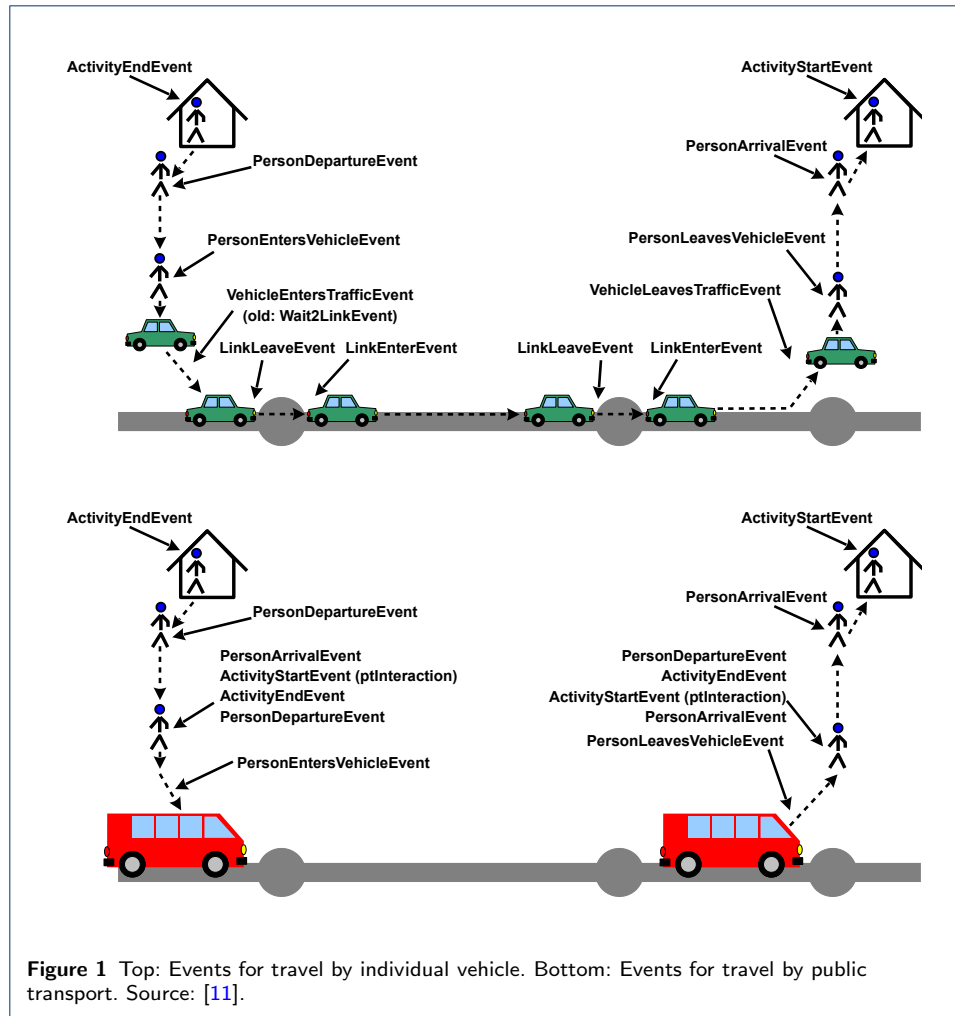 ActivityEndEvent
ActivityStartEvent
PersonDepartureEvent
PersonArrivalEvent
PersonEntersVehicleEvent
PersonLeavesVehicleEvent
VehicleEntersTrafficEvent
(old: Wait2LinkEvent)
VehicleLeavesTrafficEvent
LinkLeaveEvent
LinkEnterEvent
LinkLeaveEvent
LinkEnterEvent
ActivityEndEvent
ActivityStartEvent
PersonDepartureEvent
PersonArrivalEvent
PersonArrivalEvent
ActivityStartEvent (ptInteraction)
ActivityEndEvent
PersonDepartureEvent
PersonDepartureEvent
ActivityEndEvent
ActivityStartEvent (ptInteraction)
PersonArrivalEvent
PersonLeavesVehicleEvent
PersonEntersVehicleEvent
Figure 1 Top: Events for travel by individual vehicle. Bottom: Events for travel by public
transport. Source: [11].